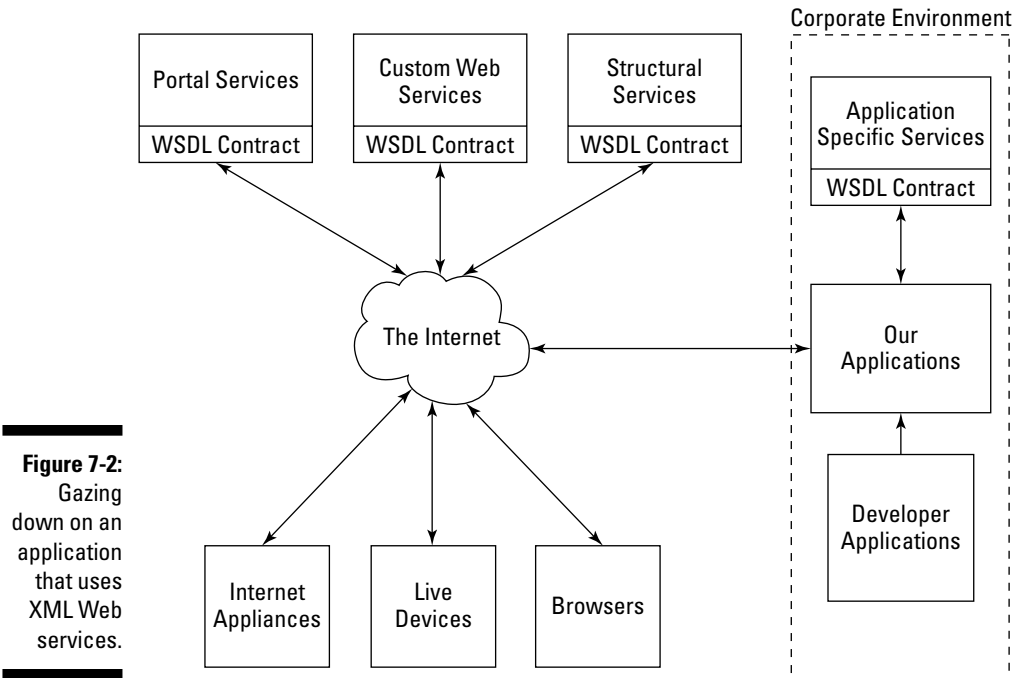 Corporate Environment
Portal Services
WSDL Contract
Custom Web
Services
WSDL Contract
Structural
Services
WSDL Contract
Application
Specific Services
WSDL Contract
The Internet
Our
Applications
Internet
Appliances
Live
Devices
Browsers
Developer
Applications
Figure 7-2:
Gazing
down on an
application
that uses
XML Web
services.